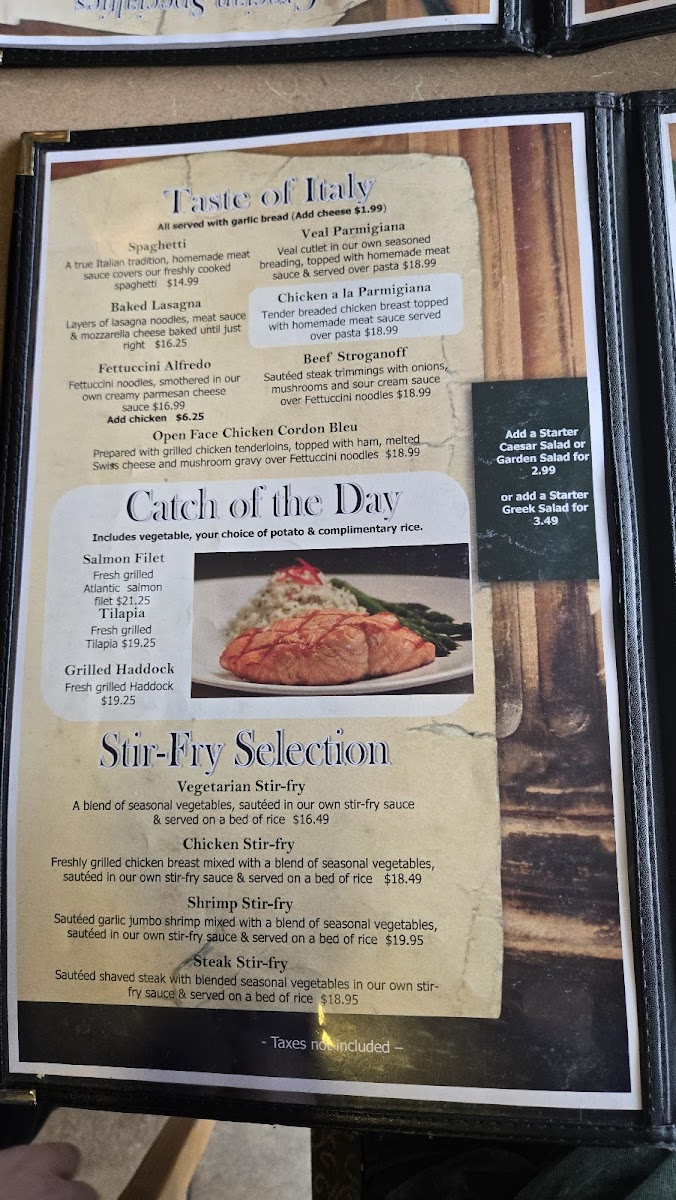 Grecian Specialties
Taste of Italy
All served with garlic bread (Add cheese $1.99)
Spaghetti
A true Italian tradition, homemade meat
sauce covers our freshly cooked
spaghetti $14.99
Baked Lasagna
Layers of lasagna noodles, meat sauce
& mozzarella cheese baked until just
right $16.25
Fettuccini Alfredo
Fettuccini noodles, smothered in our
own creamy parmesan cheese
sauce $16.99
Add chicken $6.25
Veal Parmigiana
Veal cutlet in our own seasoned
breading, topped with homemade meat
sauce & served over pasta $18.99
Chicken a la Parmigiana
Tender breaded chicken breast topped
with homemade meat sauce served
over pasta $18.99
Beef Stroganoff
Sautéed steak trimmings with onions,
mushrooms and sour cream sauce
over Fettuccini noodles $18.99
Open Face Chicken Cordon Bleu
Prepared with grilled chicken tenderloins, topped with ham, melted
Swiss cheese and mushroom gravy over Fettuccini noodles $18.99
Add a Starter
Caesar Salad or
Garden Salad for
2.99
or add a Starter
Greek Salad for
3.49
Catch of the Day
Includes vegetable, your choice of potato & complimentary rice.
Salmon Filet
Fresh grilled
Atlantic salmon
filet $21.25
Tilapia
Fresh grilled
Tilapia $19.25
Grilled Haddock
Fresh grilled Haddock
$19.25
Stir-Fry Selection
Vegetarian Stir-fry
A blend of seasonal vegetables, sautéed in our own stir-fry sauce
& served on a bed of rice $16.49
Chicken Stir-fry
Freshly grilled chicken breast mixed with a blend of seasonal vegetables,
sautéed in our own stir-fry sauce & served on a bed of rice $18.49
Shrimp Stir-fry
Sautéed garlic jumbo shrimp mixed with a blend of seasonal vegetables,
sautéed in our own stir-fry sauce & served on a bed of rice $19.95
Steak Stir-fry
Sautéed shaved steak with blended seasonal vegetables in our own stir-
fry sauce & served on a bed of rice $18.95
- Taxes not included –